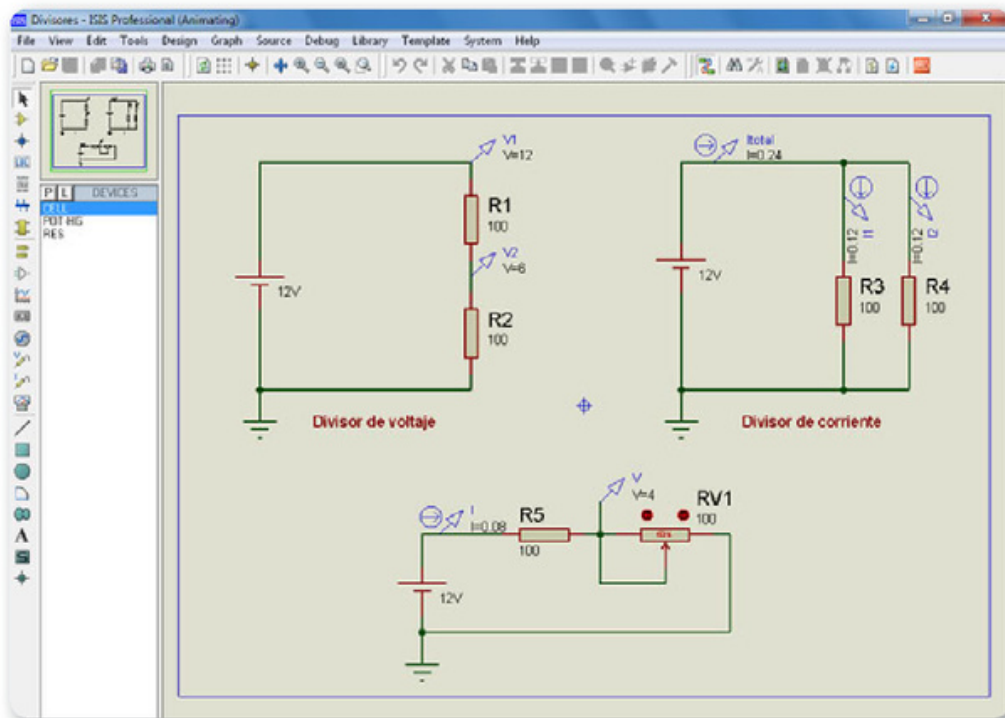 ISIS Divisores - ISIS Professional (Animating)
File View Edit Tools Design Graph Source Debug Library Template System Help
P L DEVICES
CELL
POT-HG
RES
LBL
A
S
V1
V=12
R1
100
V2
V=6
R2
100
12V
Divisor de voltaje
Itotal
I=0.24
I=0.12
I1
I=0.12
I2
12V
R3
100
R4
100
Divisor de corriente
I
I=0.08
R5
100
V
V=4
RV1
100
12V